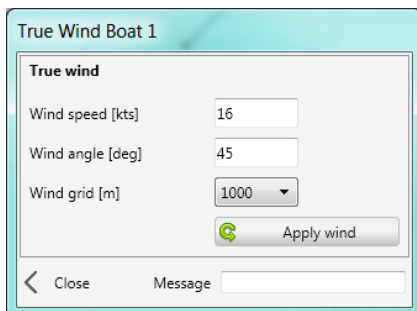 True Wind Boat 1
True wind
Wind speed [kts] 16
Wind angle [deg] 45
Wind grid [m] 1000
Apply wind
Close Message